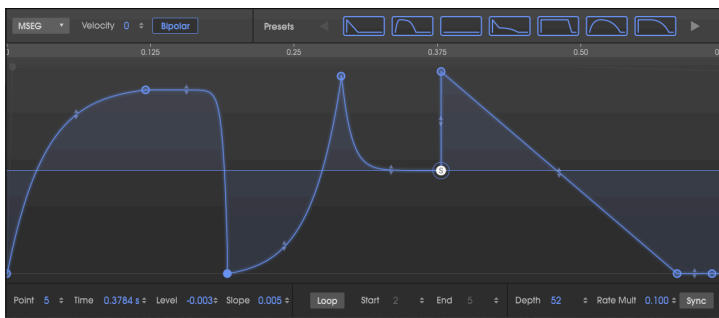 MSEG Velocity 0 Bipolar Presets
0.125 0.25 0.375 0.50
S
Point 5 Time 0.3784 s Level -0.003 Slope 0.005 Loop Start 2 End 5 Depth 52 Rate Mult 0.100 Sync